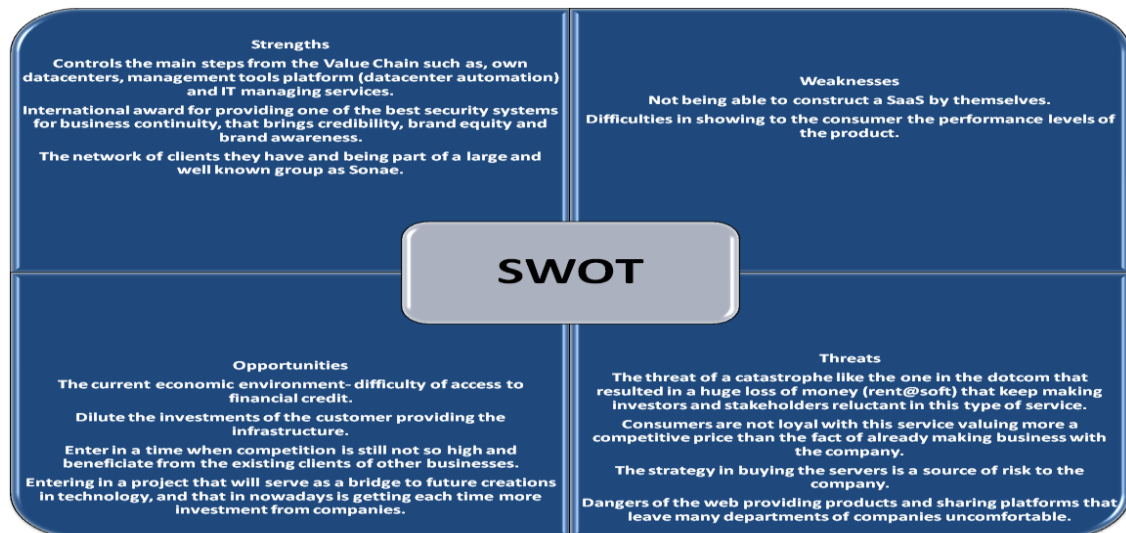 Strengths
Controls the main steps from the Value Chain such as, own
datacenters, management tools platform (datacenter automation)
and IT managing services.
International award for providing one of the best security systems
for business continuity, that brings credibility, brand equity and
brand awareness.
The network of clients they have and being part of a large and
well known group as Sonae.
Weaknesses
Not being able to construct a SaaS by themselves.
Difficulties in showing to the consumer the performance levels of
the product.
SWOT
Opportunities
The current economic environment- difficulty of access to
financial credit.
Dilute the investments of the customer providing the
infrastructure.
Enter in a time when competition is still not so high and
beneficiate from the existing clients of other businesses.
Entering in a project that will serve as a bridge to future creations
in technology, and that in nowadays is getting each time more
investment from companies.
Threats
The threat of a catastrophe like the one in the dotcom that
resulted in a huge loss of money (rent@soft) that keep making
investors and stakeholders reluctant in this type of service.
Consumers are not loyal with this service valuing more a
competitive price than the fact of already making business with
the company.
The strategy in buying the servers is a source of risk to the
company.
Dangers of the web providing products and sharing platforms that
leave many departments of companies uncomfortable.